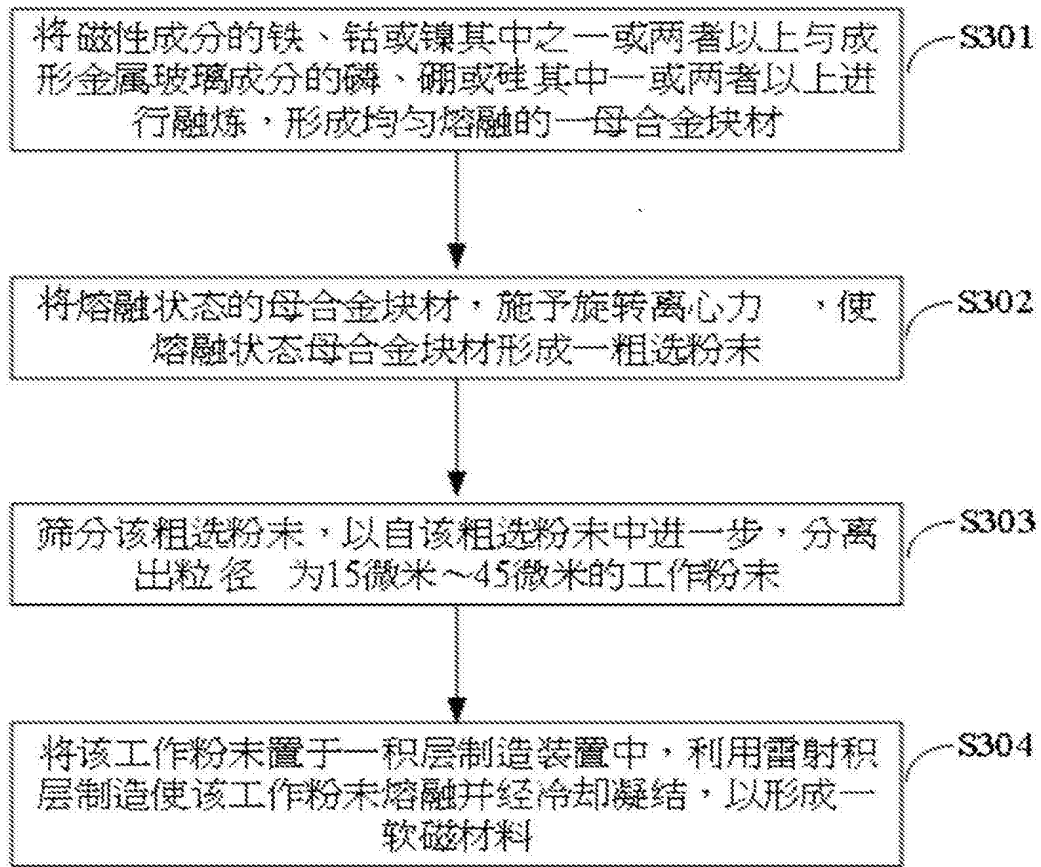 将磁性成分的铁、钴或镍其中之一或两者以上与成
形金属玻璃成分的磷、硼或硅其中一或两者以上进
行融炼，形成均匀熔融的一母合金块材
S301
将熔融状态的母合金块材，施予旋转离心力　，使
熔融状态母合金块材形成一粗选粉末
S302
筛分该粗选粉末，以自该粗选粉末中进一步，分离
出粒径　为15微米～45微米的工作粉末
S303
将该工作粉末置于一积层制造装置中，利用雷射积
层制造使该工作粉末熔融并经冷却凝结，以形成一
软磁材料
S304